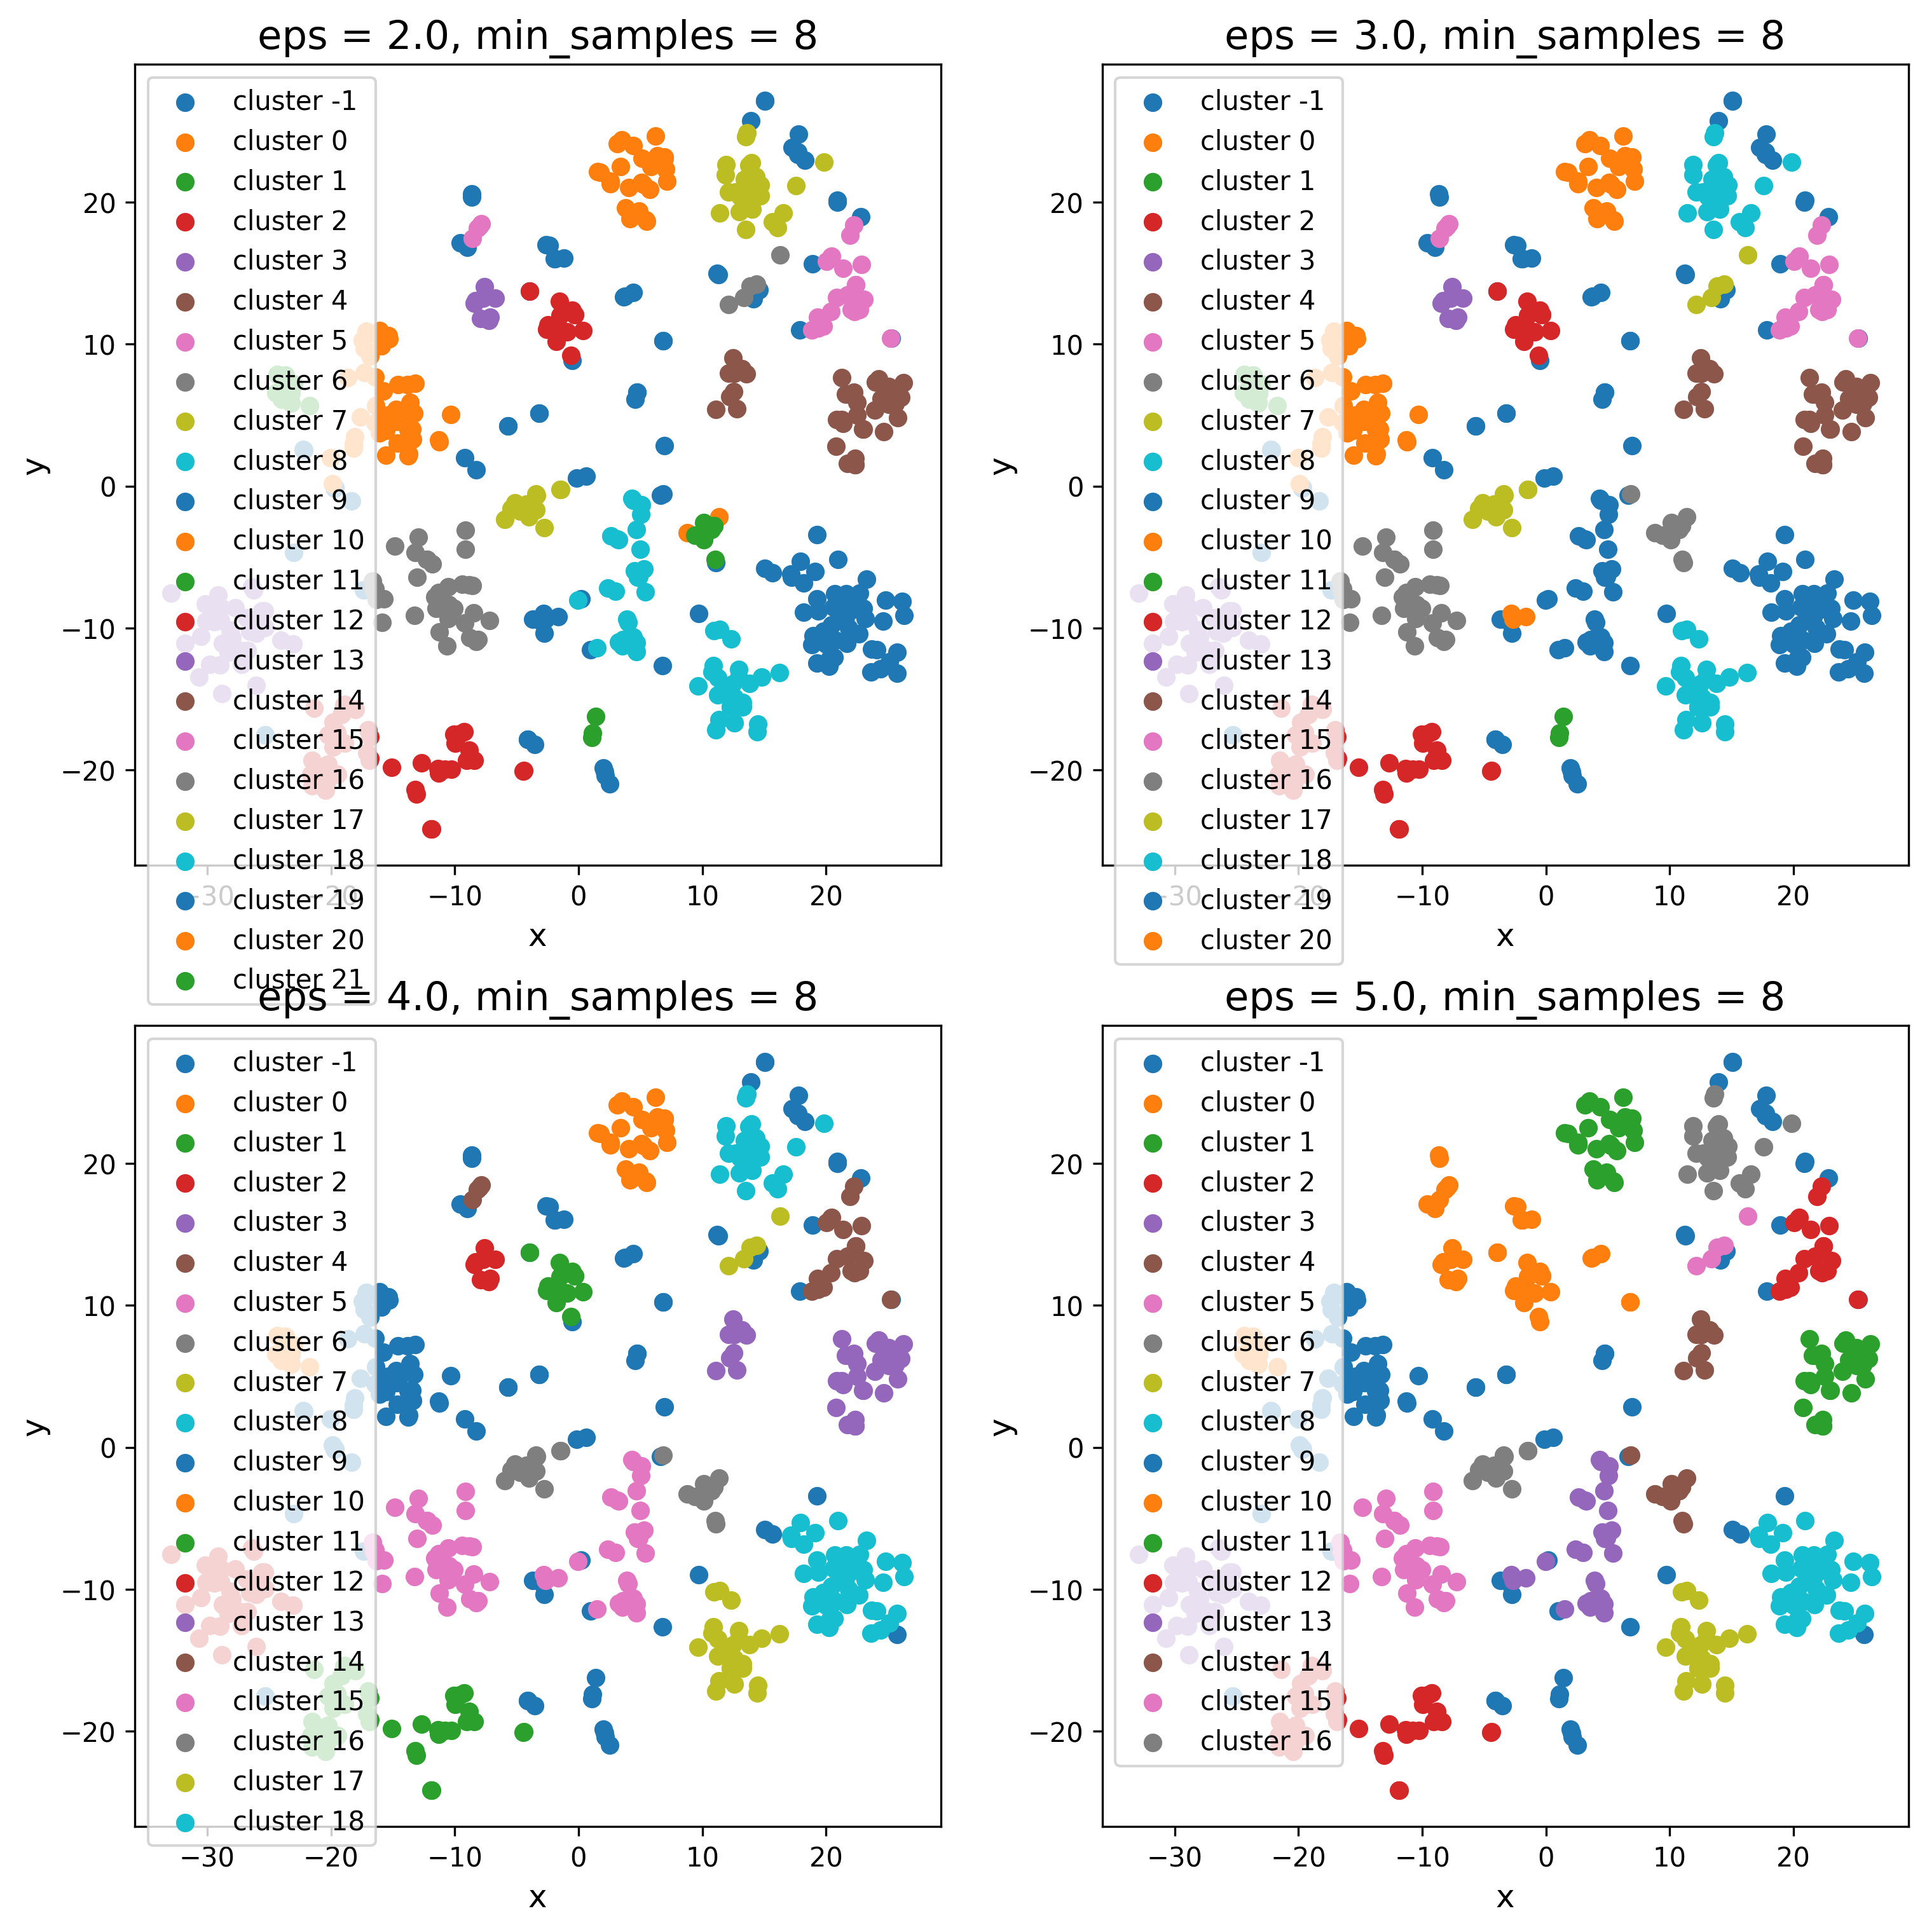 eps = 2.0, min_samples = 8
cluster -1
cluster 0
cluster 1
cluster 2
cluster 3
cluster 4
cluster 5
cluster 6
cluster 7
cluster 8
cluster 9
cluster 10
cluster 11
cluster 12
cluster 13
cluster 14
cluster 15
cluster 16
cluster 17
cluster 18
cluster 19
cluster 20
cluster 21
20
10
0
−10
−20
y
−30
−20
−10
0
10
20
x
eps = 3.0, min_samples = 8
cluster -1
cluster 0
cluster 1
cluster 2
cluster 3
cluster 4
cluster 5
cluster 6
cluster 7
cluster 8
cluster 9
cluster 10
cluster 11
cluster 12
cluster 13
cluster 14
cluster 15
cluster 16
cluster 17
cluster 18
cluster 19
cluster 20
20
10
0
−10
−20
y
−30
−20
−10
0
10
20
x
eps = 4.0, min_samples = 8
cluster -1
cluster 0
cluster 1
cluster 2
cluster 3
cluster 4
cluster 5
cluster 6
cluster 7
cluster 8
cluster 9
cluster 10
cluster 11
cluster 12
cluster 13
cluster 14
cluster 15
cluster 16
cluster 17
cluster 18
20
10
0
−10
−20
y
−30
−20
−10
0
10
20
x
eps = 5.0, min_samples = 8
cluster -1
cluster 0
cluster 1
cluster 2
cluster 3
cluster 4
cluster 5
cluster 6
cluster 7
cluster 8
cluster 9
cluster 10
cluster 11
cluster 12
cluster 13
cluster 14
cluster 15
cluster 16
20
10
0
−10
−20
y
−30
−20
−10
0
10
20
x